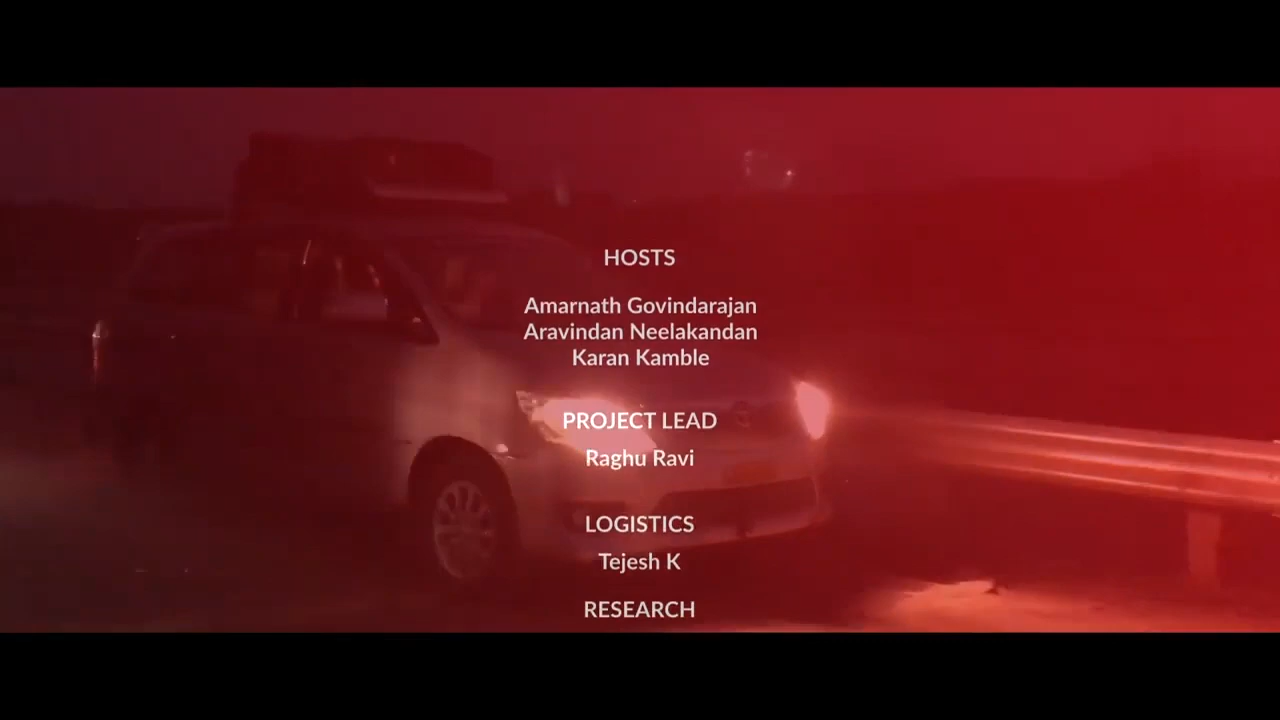 HOSTS
Amarnath Govindarajan
Aravindan Neelakandan
Karan Kamble
PROJECT LEAD
Raghu Ravi
LOGISTICS
Tejesh K
RESEARCH